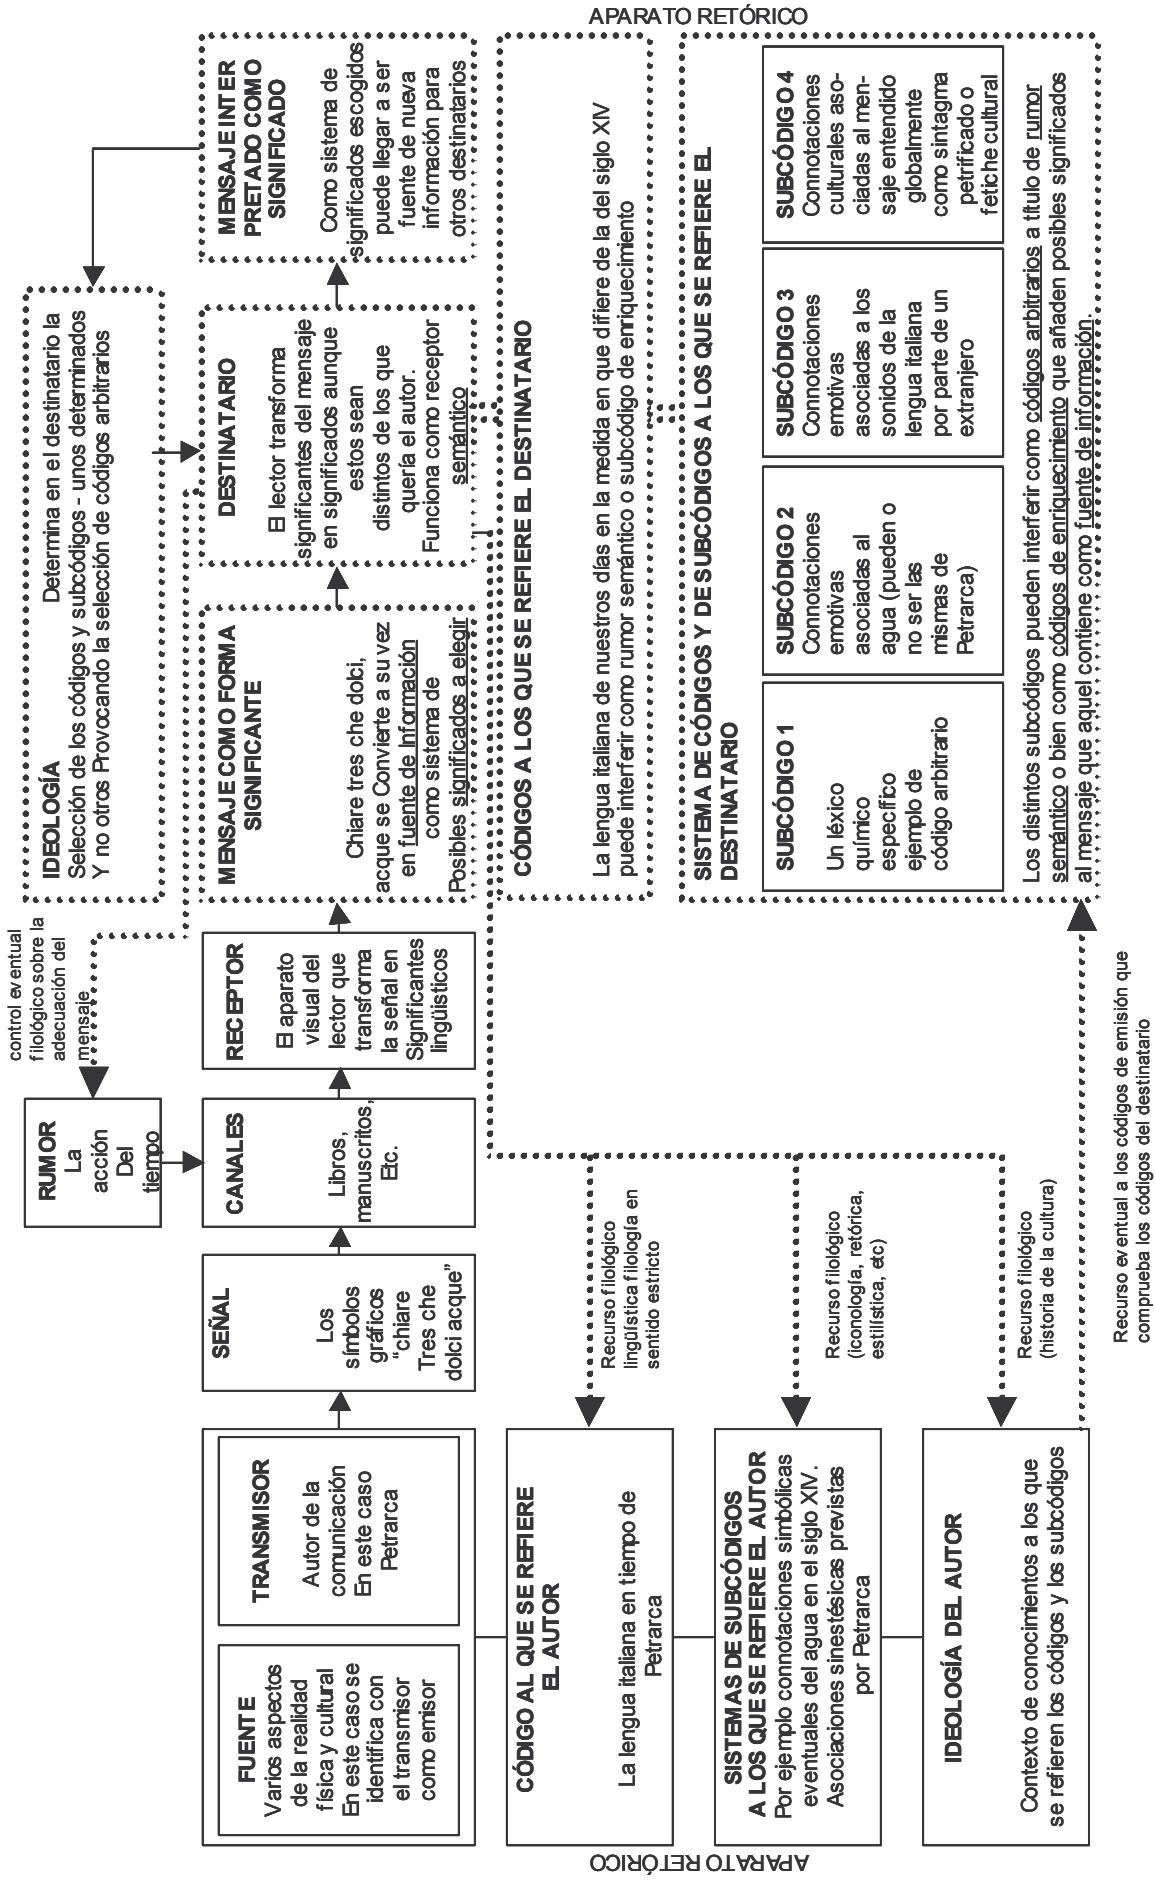 RUMOR
La
acción
Del
tiempo
control eventual
filológico sobre la
adecuación del
mensaje
IDEOLOGÍA
Determina en el destinatario la
Selección de los códigos y subcódigos - unos determinados
Y no otros Provocando la selección de códigos arbitrarios
APARATO RETÓRICO
FUENTE
Varios aspectos
de la realidad
física y cultural
En este caso se
identifica con
el transmisor
como emisor
TRANSMISOR
Autor de la
comunicación
En este caso
Petrarca
SEÑAL
Los
símbolos
gráficos
“chiare
Tres che
dolci acque”
CANALES
Libros,
manuscritos,
Etc.
RECEPTOR
El aparato
visual del
lector que
transforma
la señal en
Significantes
lingüisticos
MENSAJE COMO FORMA
SIGNIFICANTE
Chiare tres che dolci,
acque se Convierte a su vez
en fuente de Información
como sistema de
Posibles significados a elegir
DESTINATARIO
El lector transforma
significantes del mensaje
en significados aunque
estos sean
distintos de los que
quería el autor.
Funciona como receptor
semántico
MENSAJE INTER
PRETADO COMO
SIGNIFICADO
Como sistema de
significados escogidos
puede llegar a ser
fuente de nueva
información para
otros destinatarios
APARATO RETÓRICO
CÓDIGO AL QUE SE REFIERE
EL AUTOR
La lengua italiana en tiempo de
Petrarca
Recurso filológico
lingüística filología en
sentido estricto
CÓDIGOS A LOS QUE SE REFIERE EL DESTINATARIO
La lengua italiana de nuestros días en la medida en que difiere de la del siglo XIV
puede interferir como rumor semántico o subcódigo de enriquecimiento
SISTEMAS DE SUBCÓDIGOS
A LOS QUE SE REFIERE EL AUTOR
Por ejemplo connotaciones simbólicas
eventuales del agua en el siglo XIV.
Asociaciones sinestésicas previstas
por Petrarca
Recurso filológico
(iconología, retórica,
estilística, etc)
SISTEMA DE CÓDIGOS Y DE SUBCÓDIGOS A LOS QUE SE REFIERE EL
DESTINATARIO
SUBCÓDIGO 1
Un léxico
químico
específico
ejemplo de
código arbitrario
SUBCÓDIGO 2
Connotaciones
emotivas
asociadas al
agua (pueden o
no ser las
mismas de
Petrarca)
SUBCÓDIGO 3
Connotaciones
emotivas
asociadas a los
sonidos de la
lengua italiana
por parte de un
extranjero
SUBCÓDIGO 4
Connotaciones
culturales aso-
ciadas al men-
saje entendido
globalmente
como sintagma
petrificado o
fetiche cultural
Los distintos subcódigos pueden interferir como códigos arbitrarios a título de rumor
semántico o bien como códigos de enriquecimiento que añaden posibles significados
al mensaje que aquel contiene como fuente de información.
IDEOLOGÍA DEL AUTOR
Contexto de conocimientos a los que
se refieren los códigos y los subcódigos
Recurso filológico
(historia de la cultura)
Recurso eventual a los códigos de emisión que
comprueba los códigos del destinatario